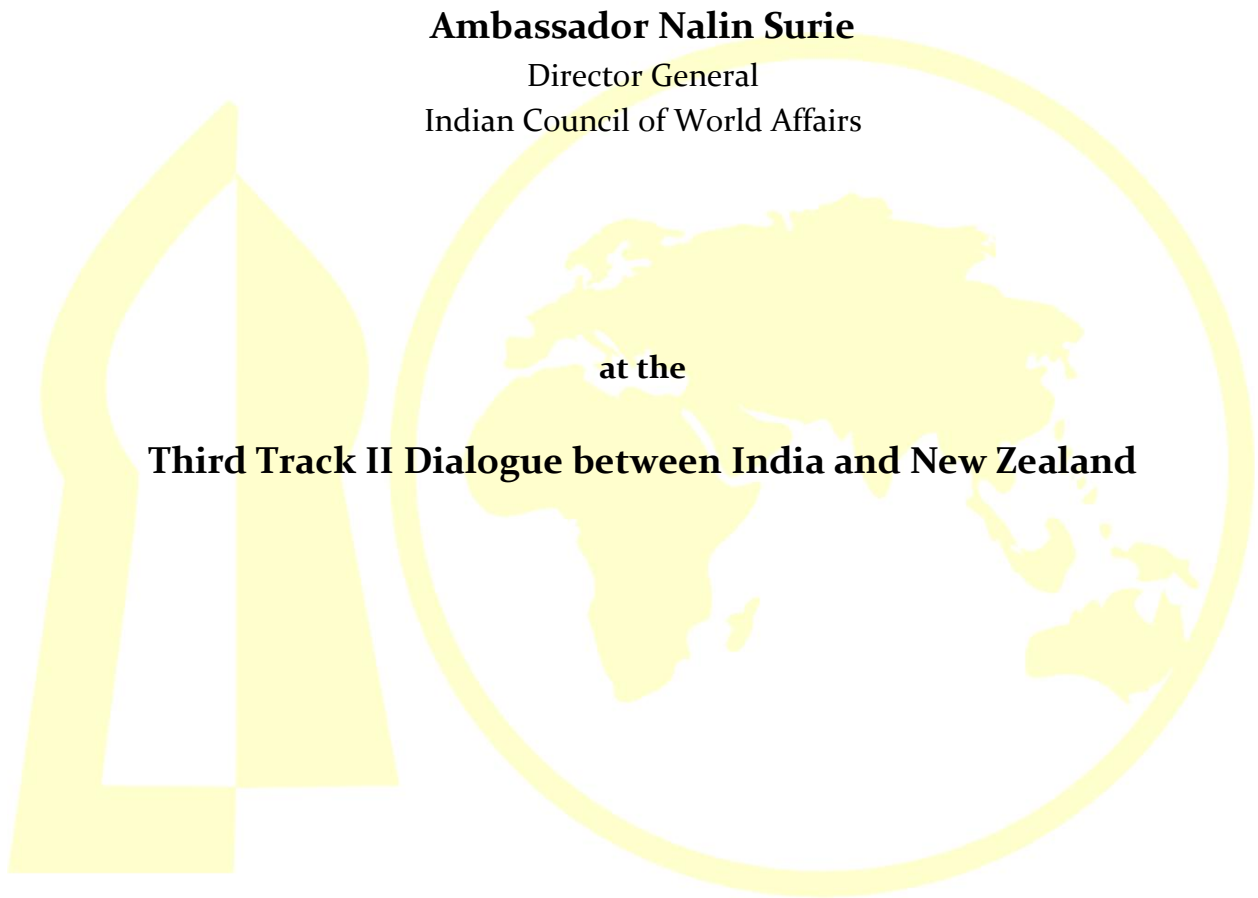 Ambassador Nalin Surie
Director General
Indian Council of World Affairs
at the
Third Track II Dialogue between India and New Zealand